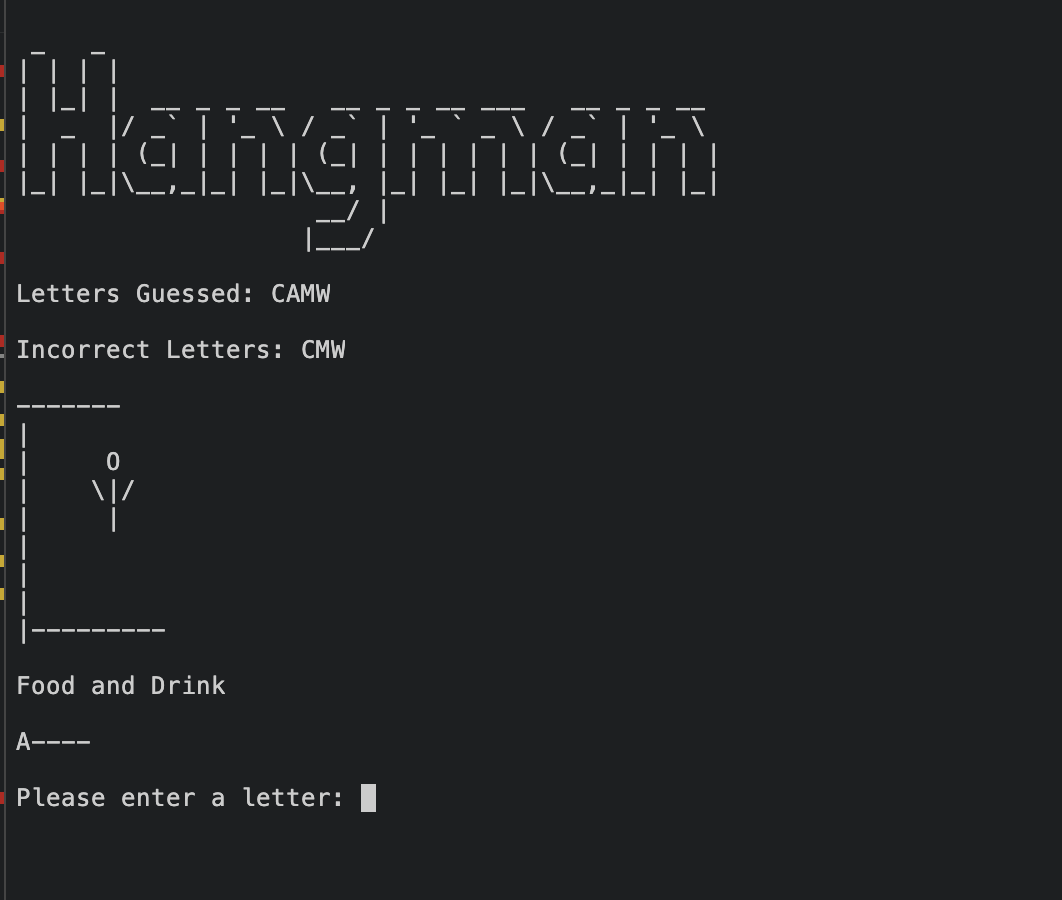 Hangman
Letters Guessed: CAMW
Incorrect Letters: CMW
-------
|
|     O
|    \|/
|     |
|
|
|
|---------
Food and Drink
A----
Please enter a letter: